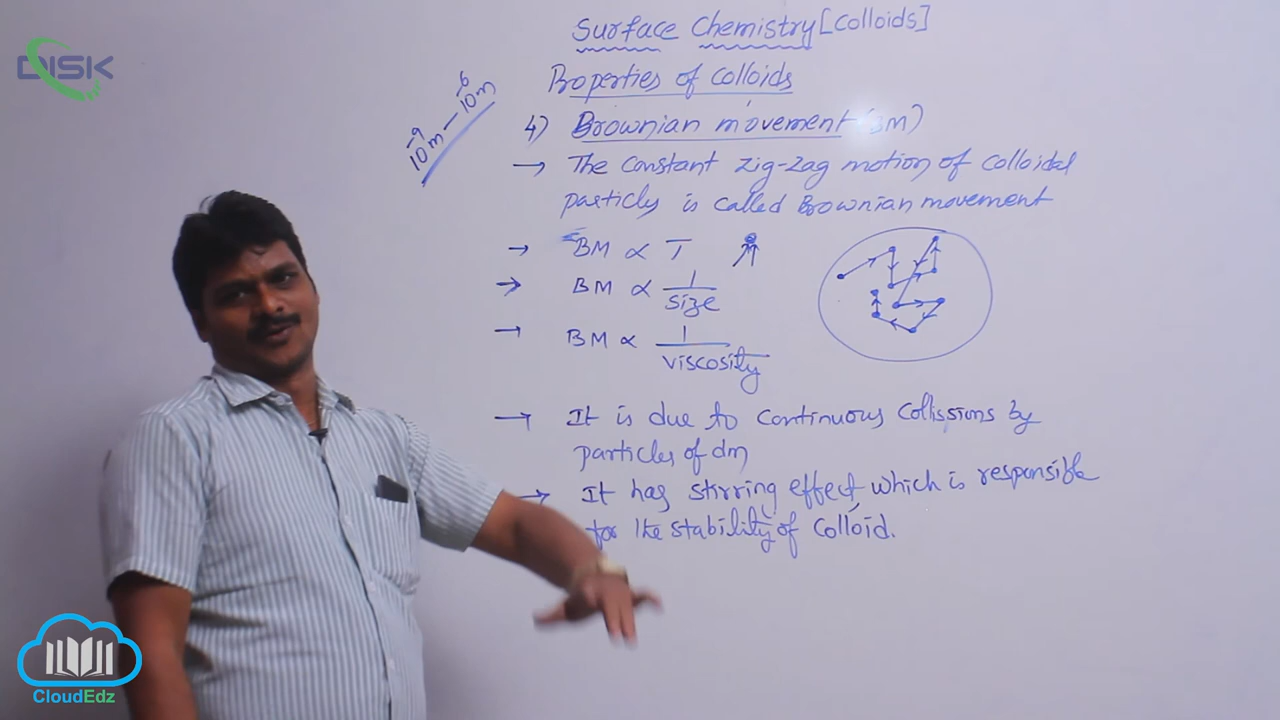 DISK
Surface Chemistry [Colloids]
Properties of Colloids
10⁻⁹m — 10⁻⁶m
4) Brownian movement (BM)
→ The constant zig-zag motion of colloidal
particles is called Brownian movement
→ BM ∝ T
→ BM ∝ 1/size
→ BM ∝ 1/viscosity
→ It is due to continuous Collissions by
particles of dm
→ It has stirring effect, which is responsible
for the stability of Colloid.
CloudEdz